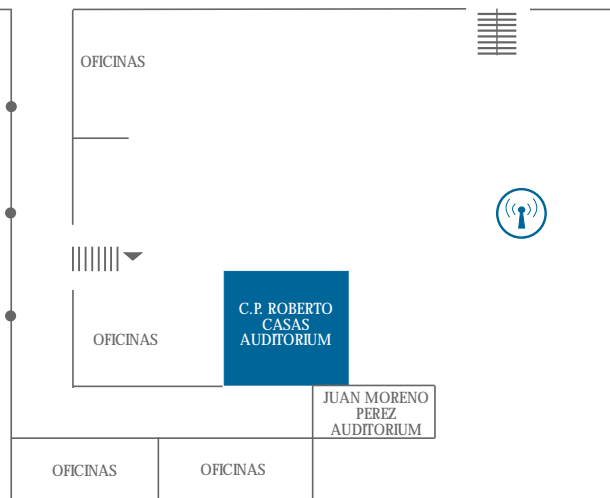 OFICINAS
C.P. ROBERTO
CASAS
AUDITORIUM
OFICINAS
JUAN MORENO
PEREZ
AUDITORIUM
OFICINAS
OFICINAS